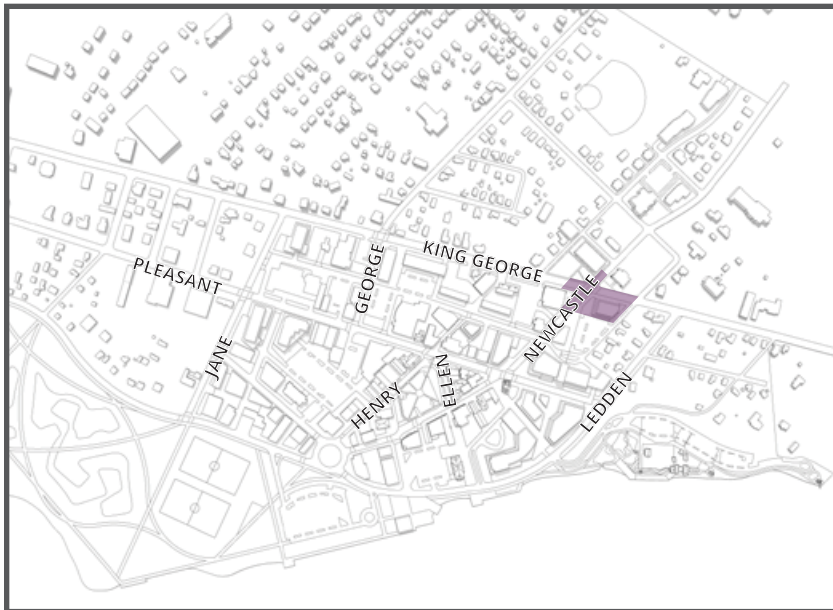 KING GEORGE
PLEASANT
GEORGE
NEWCASTLE
JANE
HENRY
ELLEN
LEDDEN